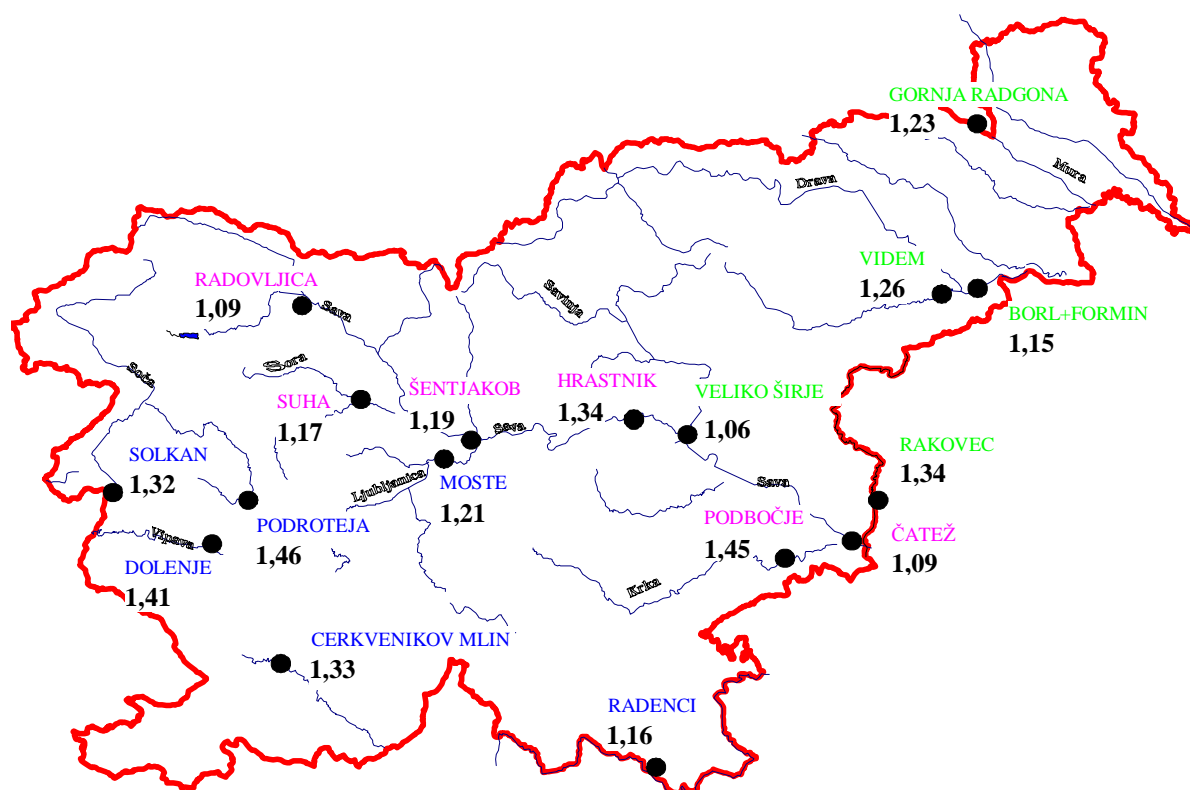 GORNJA RADGONA
1,23
Mura
Drava
VIDEM
1,26
BORL+FORMIN
1,15
RADOVLJICA
1,09
Sava
Savinja
Sora
Soča
SUHA
1,17
ŠENTJAKOB
1,19
Sava
HRASTNIK
1,34
VELIKO ŠIRJE
1,06
SOLKAN
1,32
Ljubljanica
MOSTE
1,21
Sava
RAKOVEC
1,34
PODROTEJA
1,46
Vipava
DOLENJE
1,41
PODBOČJE
1,45
ČATEŽ
1,09
Krka
CERKVENIKOV MLIN
1,33
RADENCI
1,16